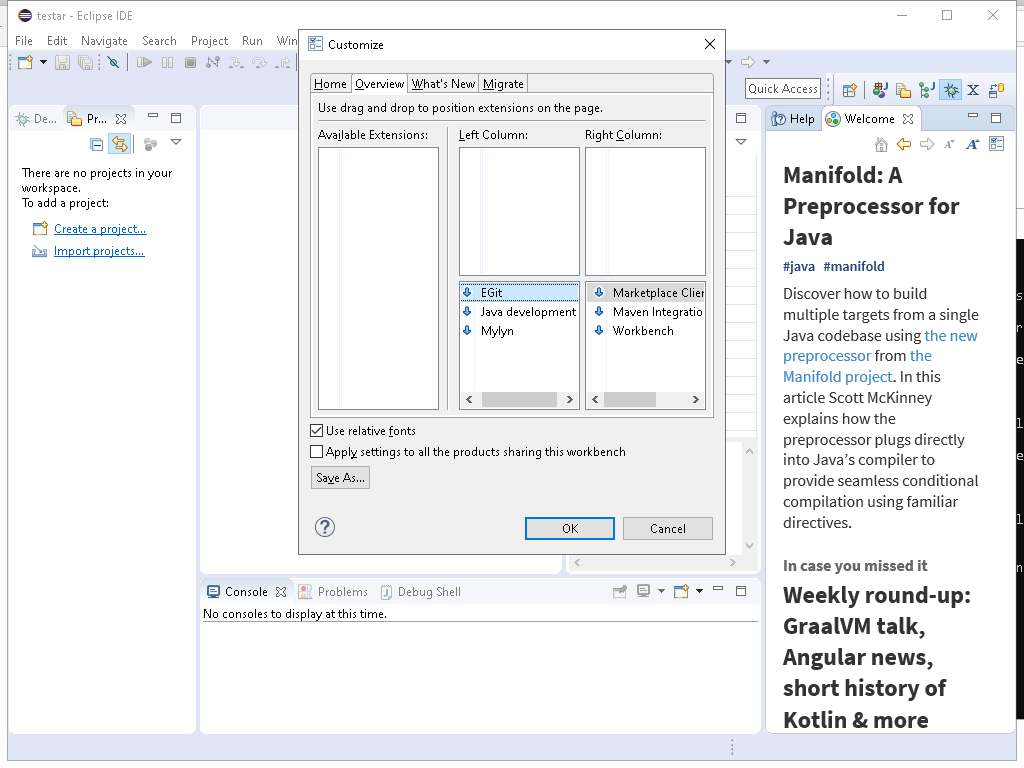 testar - Eclipse IDE
File Edit Navigate Search Project Run
Quick Access
De... Pr...
There are no projects in your
workspace.
To add a project:
Create a project...
Import projects...
Customize
Home Overview What's New Migrate
Use drag and drop to position extensions on the page.
Available Extensions: Left Column: Right Column:
EGit
Java development
Mylyn
Marketplace Clien
Maven Integratio
Workbench
Use relative fonts
Apply settings to all the products sharing this workbench
Save As...
OK Cancel
Console Problems Debug Shell
No consoles to display at this time.
Help Welcome
Manifold: A
Preprocessor for
Java
#java #manifold
Discover how to build
multiple targets from a single
Java codebase using the new
preprocessor from the
Manifold project. In this
article Scott McKinney
explains how the
preprocessor plugs directly
into Java’s compiler to
provide seamless conditional
compilation using familiar
directives.
In case you missed it
Weekly round-up:
GraalVM talk,
Angular news,
short history of
Kotlin & more